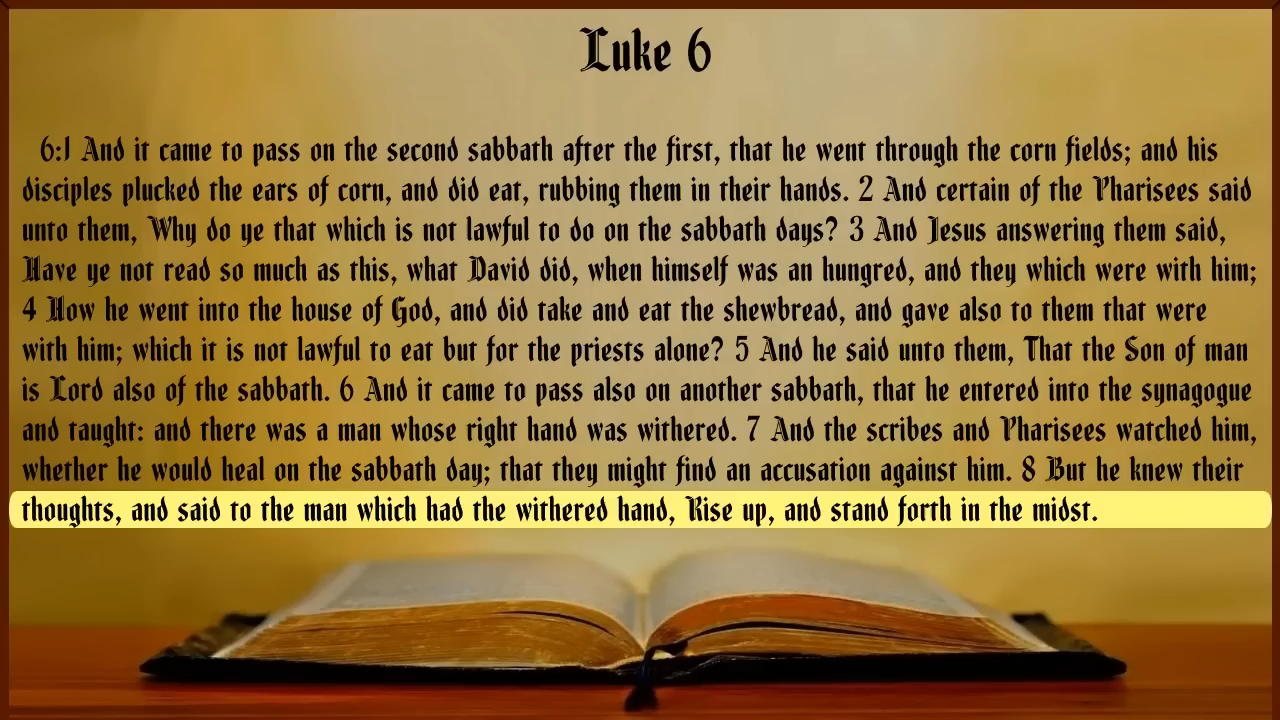 Luke 6
6:1 And it came to pass on the second sabbath after the first, that he went through the corn fields; and his
disciples plucked the ears of corn, and did eat, rubbing them in their hands. 2 And certain of the Pharisees said
unto them, Why do ye that which is not lawful to do on the sabbath days? 3 And Jesus answering them said,
Have ye not read so much as this, what David did, when himself was an hungred, and they which were with him;
4 How he went into the house of God, and did take and eat the shewbread, and gave also to them that were
with him; which it is not lawful to eat but for the priests alone? 5 And he said unto them, That the Son of man
is Lord also of the sabbath. 6 And it came to pass also on another sabbath, that he entered into the synagogue
and taught: and there was a man whose right hand was withered. 7 And the scribes and Pharisees watched him,
whether he would heal on the sabbath day; that they might find an accusation against him. 8 But he knew their
thoughts, and said to the man which had the withered hand, Rise up, and stand forth in the midst.